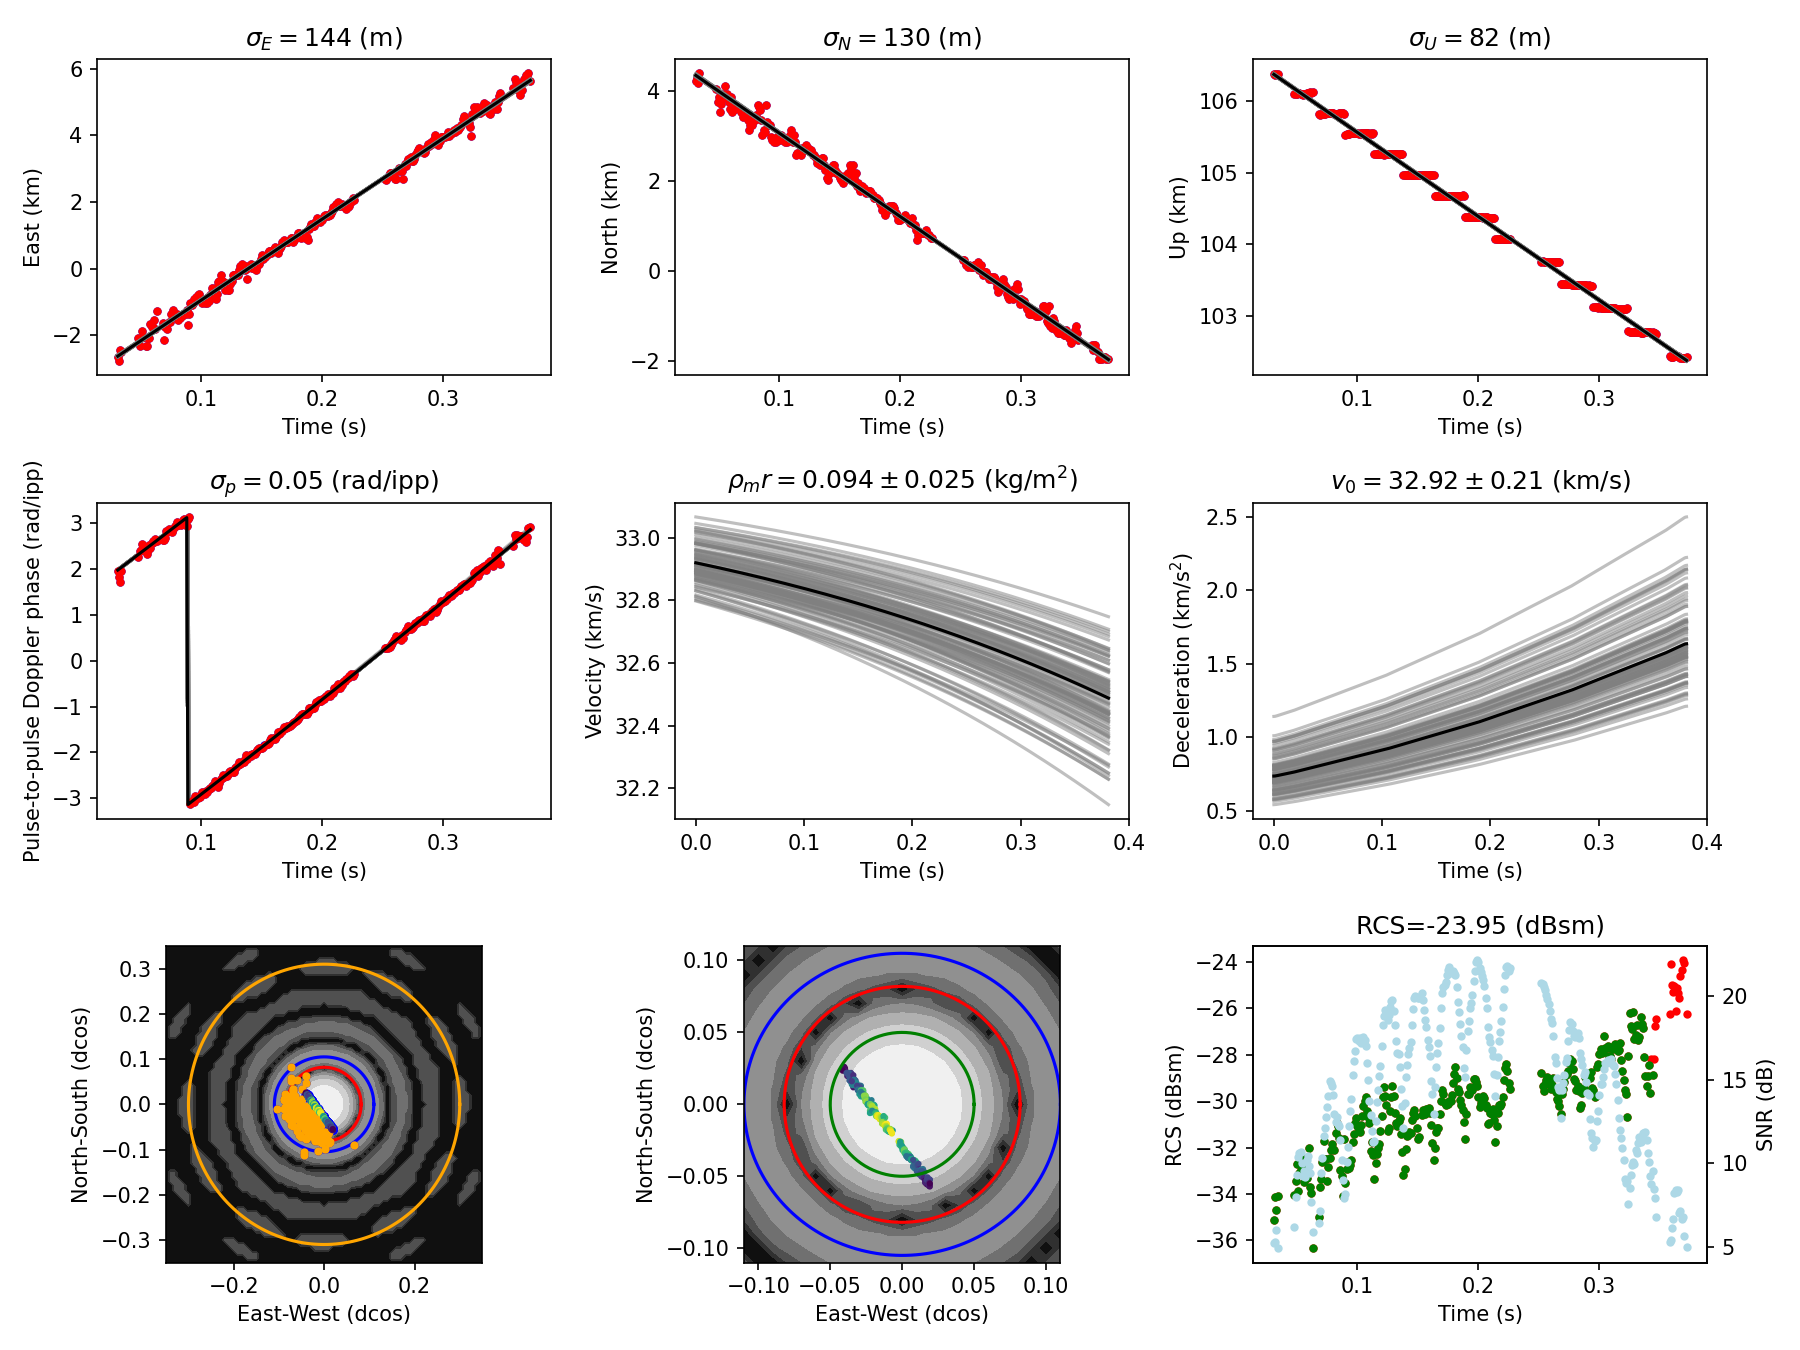 σ_E = 144 (m)
East (km)
6
4
2
0
−2
0.1 0.2 0.3
Time (s)
σ_N = 130 (m)
North (km)
4
2
0
−2
0.1 0.2 0.3
Time (s)
σ_U = 82 (m)
Up (km)
106
105
104
103
0.1 0.2 0.3
Time (s)
σ_p = 0.05 (rad/ipp)
Pulse-to-pulse Doppler phase (rad/ipp)
3
2
1
0
−1
−2
−3
0.1 0.2 0.3
Time (s)
ρ_m r = 0.094 ± 0.025 (kg/m²)
Velocity (km/s)
33.0
32.8
32.6
32.4
32.2
0.0 0.1 0.2 0.3 0.4
Time (s)
v₀ = 32.92 ± 0.21 (km/s)
Deceleration (km/s²)
2.5
2.0
1.5
1.0
0.5
0.0 0.1 0.2 0.3 0.4
Time (s)
North-South (dcos)
0.3
0.2
0.1
0.0
−0.1
−0.2
−0.3
−0.2 0.0 0.2
East-West (dcos)
North-South (dcos)
0.10
0.05
0.00
−0.05
−0.10
−0.10 −0.05 0.00 0.05 0.10
East-West (dcos)
RCS=-23.95 (dBsm)
RCS (dBsm)
−24
−26
−28
−30
−32
−34
−36
20
15
10
5
SNR (dB)
0.1 0.2 0.3
Time (s)